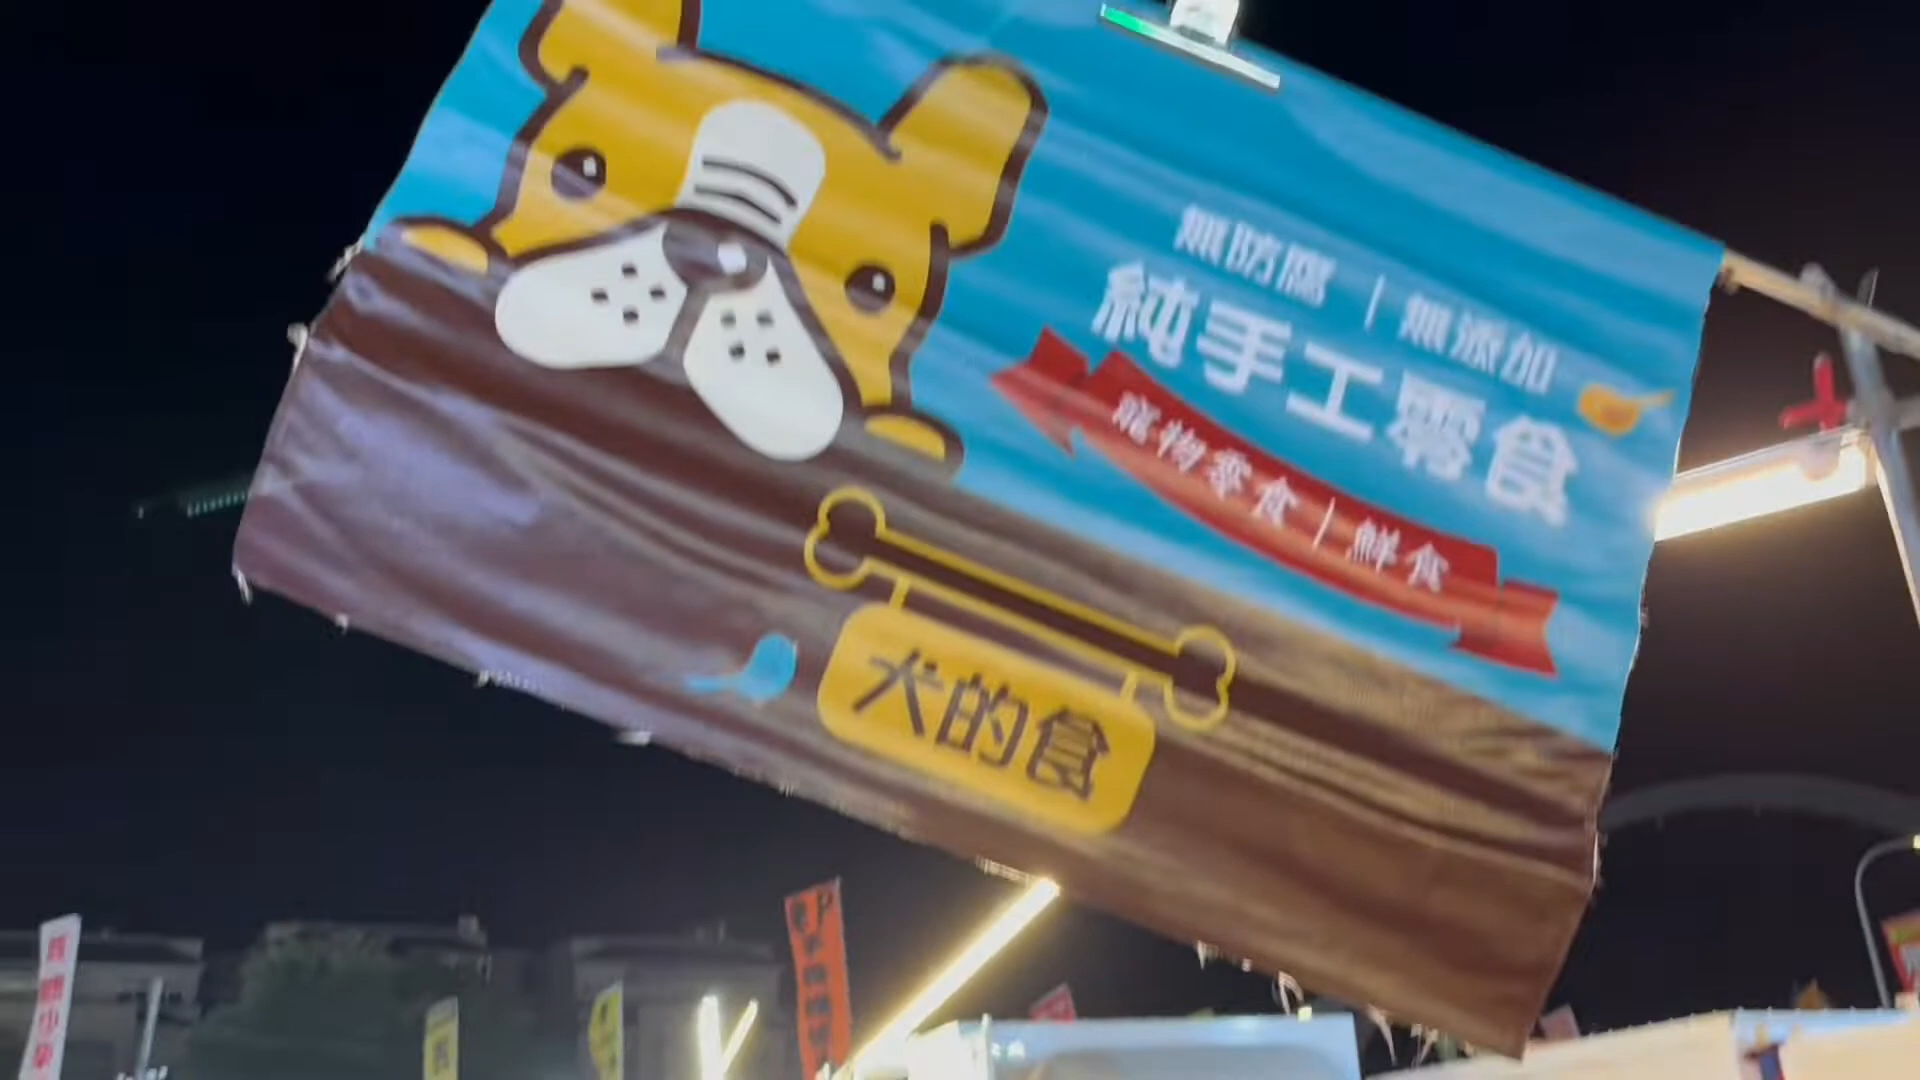 無防腐｜無添加
純手工零食
寵物零食｜鮮食
犬的食